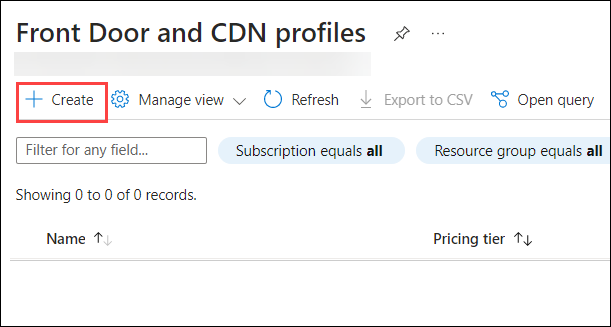 Front Door and CDN profiles ...
+ Create Manage view Refresh Export to CSV Open query
Filter for any field... Subscription equals all Resource group equals all
Showing 0 to 0 of 0 records.
Name ↑↓ Pricing tier ↑↓